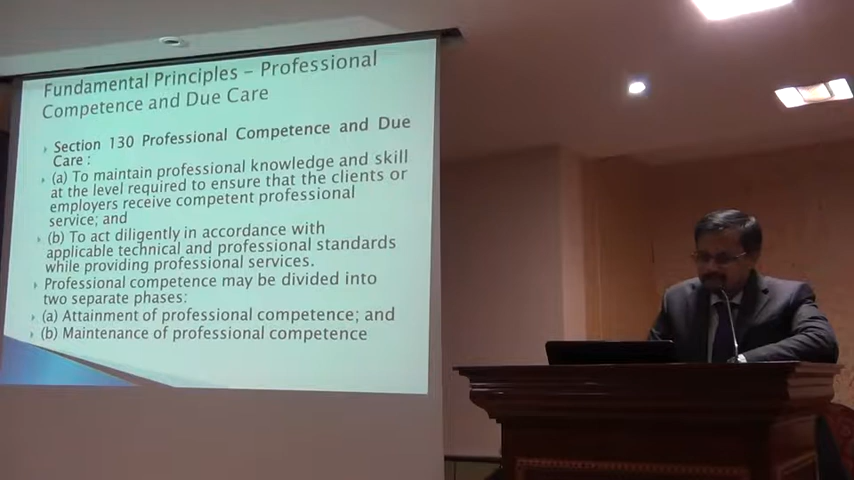 Fundamental Principles – Professional
Competence and Due Care
Section 130 Professional Competence and Due
Care:
(a) To maintain professional knowledge and skill
at the level required to ensure that the clients or
employers receive competent professional
service; and
(b) To act diligently in accordance with
applicable technical and professional standards
while providing professional services.
Professional competence may be divided into
two separate phases:
(a) Attainment of professional competence; and
(b) Maintenance of professional competence